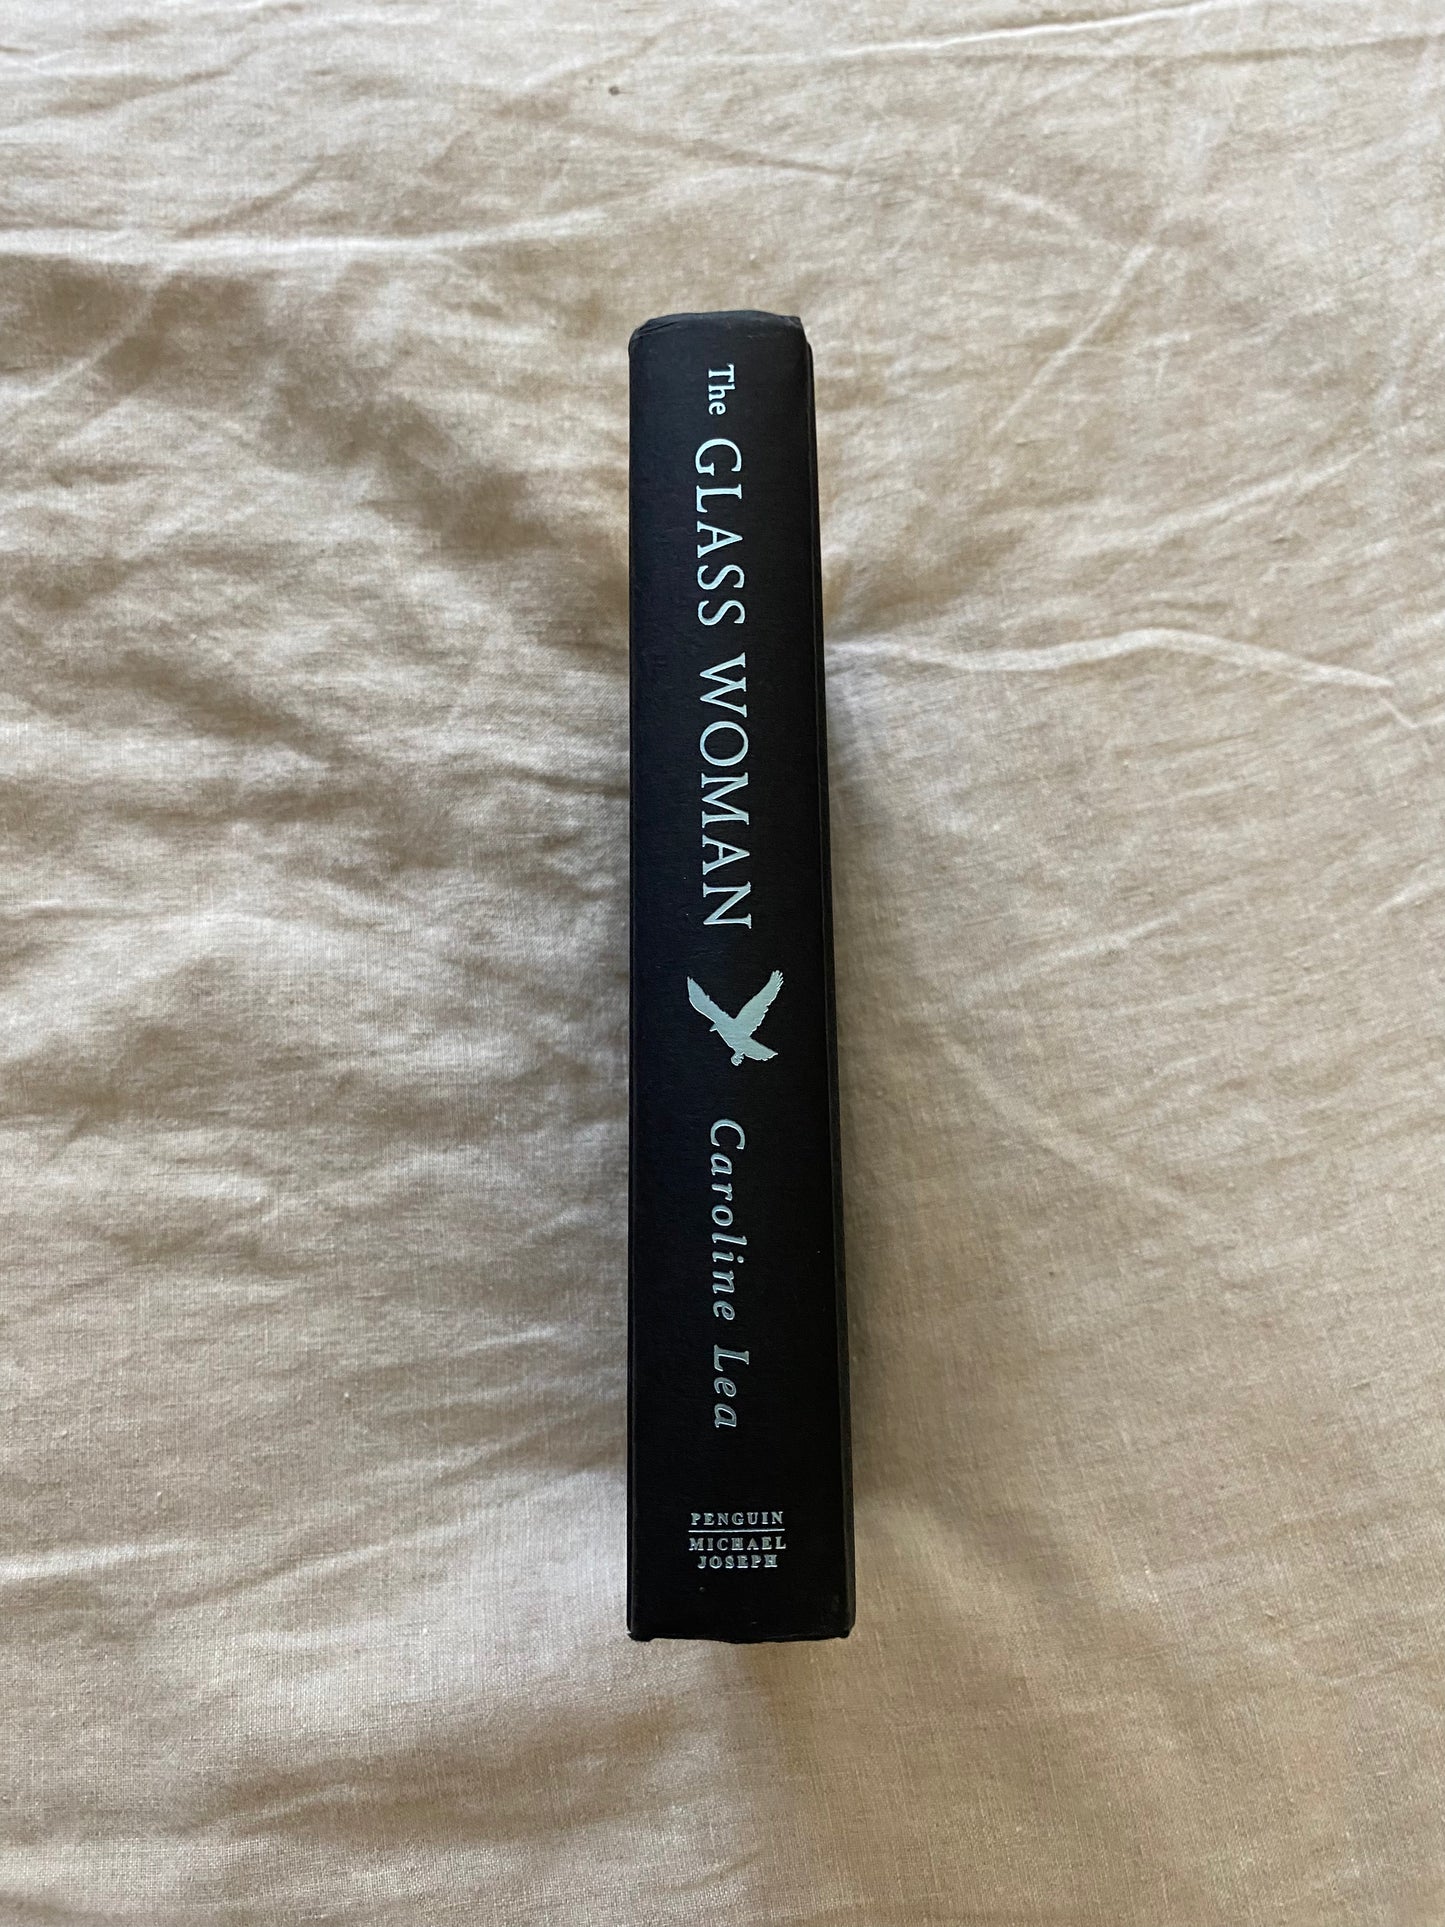 The GLASS WOMAN
Caroline Lea
PENGUIN
MICHAEL
JOSEPH